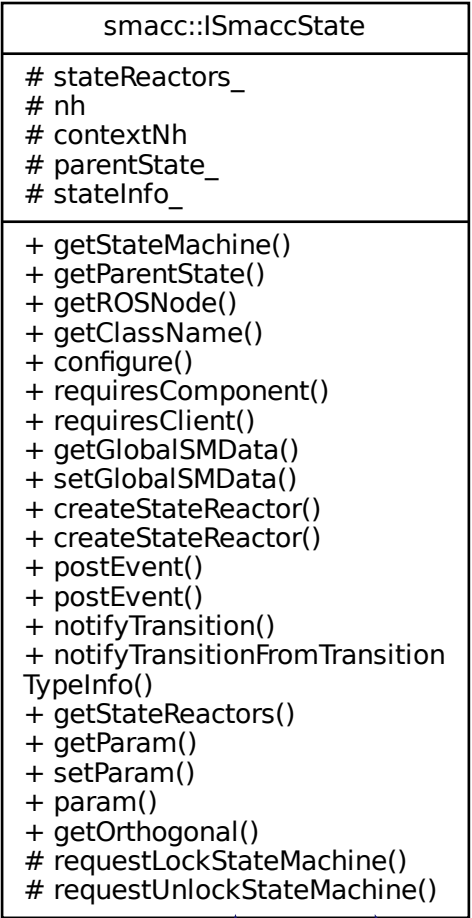 smacc::ISmaccState
# stateReactors_
# nh
# contextNh
# parentState_
# stateInfo_
+ getStateMachine()
+ getParentState()
+ getROSNode()
+ getClassName()
+ configure()
+ requiresComponent()
+ requiresClient()
+ getGlobalSMData()
+ setGlobalSMData()
+ createStateReactor()
+ createStateReactor()
+ postEvent()
+ postEvent()
+ notifyTransition()
+ notifyTransitionFromTransition
TypeInfo()
+ getStateReactors()
+ getParam()
+ setParam()
+ param()
+ getOrthogonal()
# requestLockStateMachine()
# requestUnlockStateMachine()